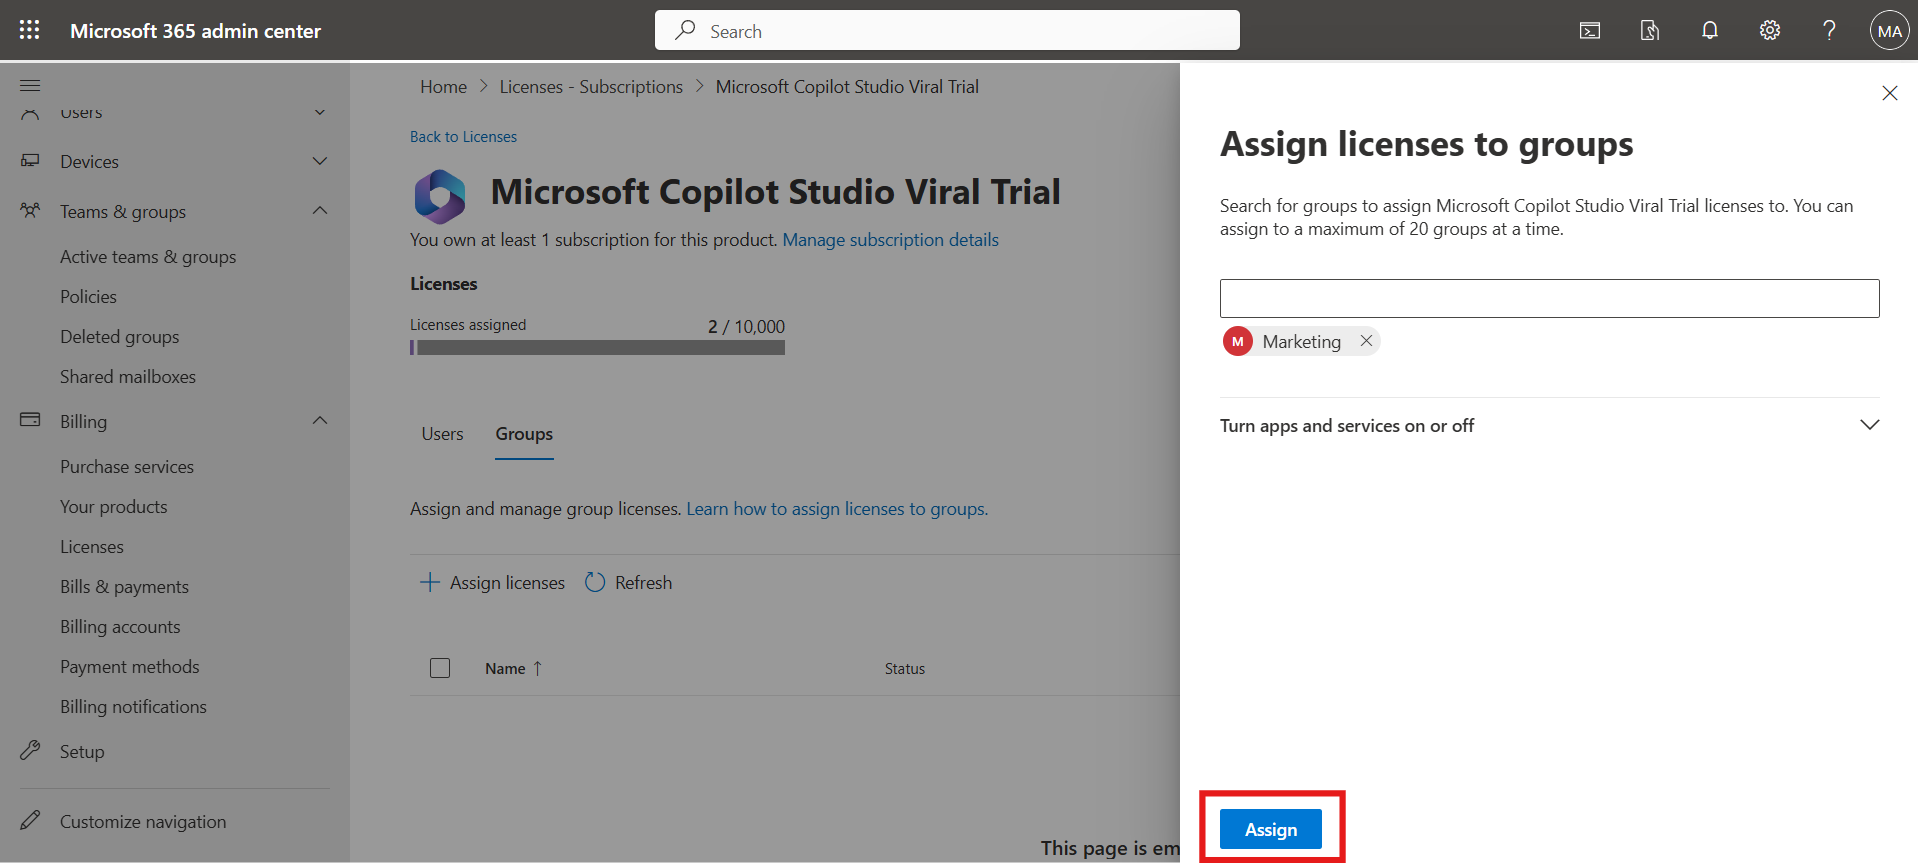 Microsoft 365 admin center
Search
MA
Users
Devices
Teams & groups
Active teams & groups
Policies
Deleted groups
Shared mailboxes
Billing
Purchase services
Your products
Licenses
Bills & payments
Billing accounts
Payment methods
Billing notifications
Setup
Customize navigation
Home > Licenses - Subscriptions > Microsoft Copilot Studio Viral Trial
Back to Licenses
Microsoft Copilot Studio Viral Trial
You own at least 1 subscription for this product. Manage subscription details
Licenses
Licenses assigned 2 / 10,000
Users Groups
Assign and manage group licenses. Learn how to assign licenses to groups.
Assign licenses Refresh
Name ↑ Status
This page is em
Assign licenses to groups
Search for groups to assign Microsoft Copilot Studio Viral Trial licenses to. You can
assign to a maximum of 20 groups at a time.
M Marketing
Turn apps and services on or off
Assign